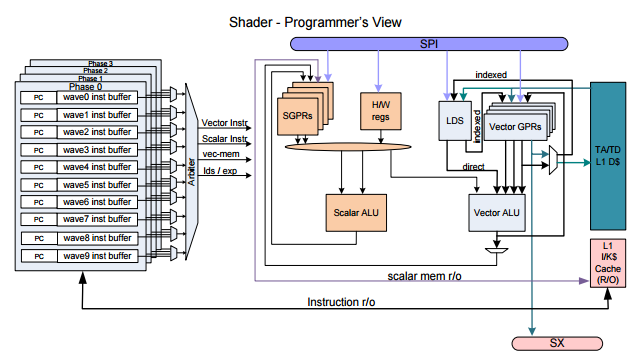 Shader - Programmer's View
SPI
Phase 3
Phase 2
Phase 1
Phase 0
PC wave0 inst buffer
PC wave1 inst buffer
PC wave2 inst buffer
PC wave3 inst buffer
PC wave4 inst buffer
PC wave5 inst buffer
PC wave6 inst buffer
PC wave7 inst buffer
PC wave8 inst buffer
PC wave9 inst buffer
Arbiter
Vector Instr
Scalar Instr
vec-mem
lds / exp
SGPRs
H/W
regs
LDS
indexed
indexed
Vector GPRs
direct
Scalar ALU
Vector ALU
TA/TD
L1 D$
L1
I/K$
Cache
(R/O)
scalar mem r/o
Instruction r/o
SX